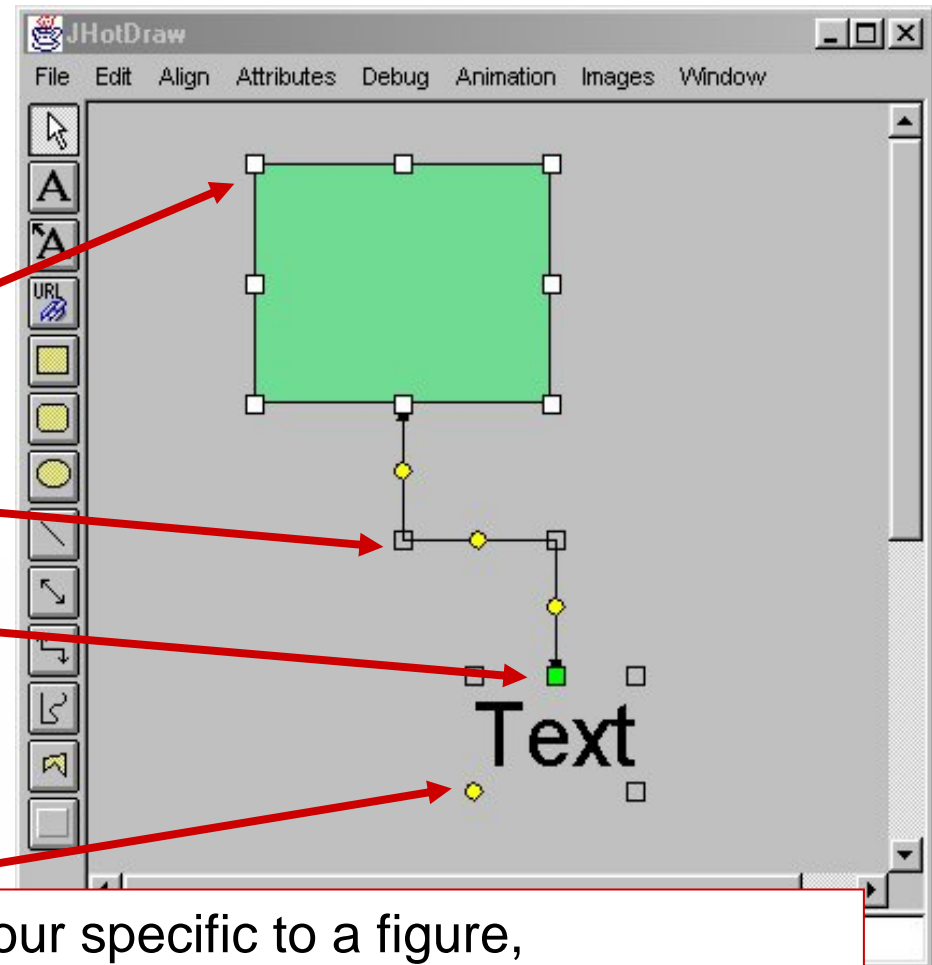 JHotDraw
File Edit Align Attributes Debug Animation Images Window
A
A
URL
Text
our specific to a figure,